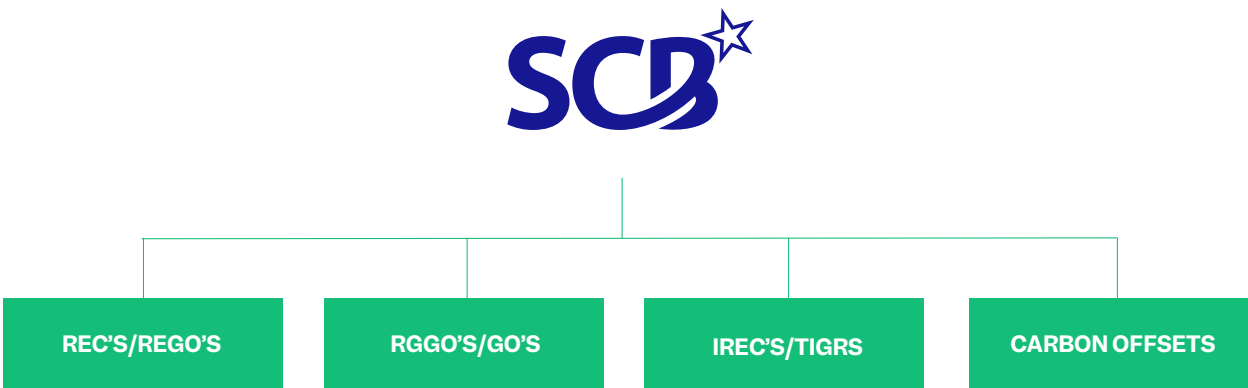 SCB
REC'S/REGO'S
RGGO'S/GO'S
IREC'S/TIGRS
CARBON OFFSETS